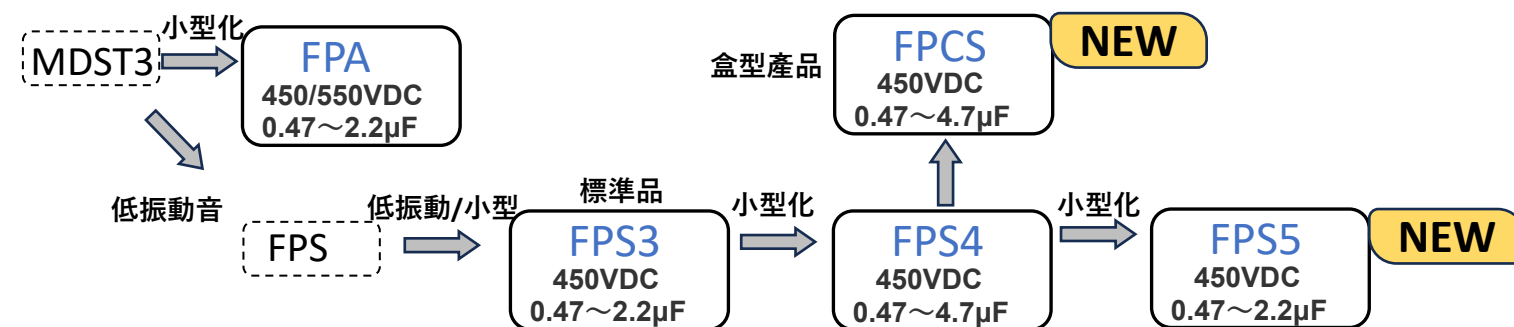 小型化
MDST3
FPA
450/550VDC
0.47～2.2µF
盒型產品
FPCS
450VDC
0.47～4.7µF
NEW
低振動音
FPS
低振動/小型
標準品
FPS3
450VDC
0.47～2.2µF
小型化
FPS4
450VDC
0.47～4.7µF
小型化
FPS5
450VDC
0.47～2.2µF
NEW